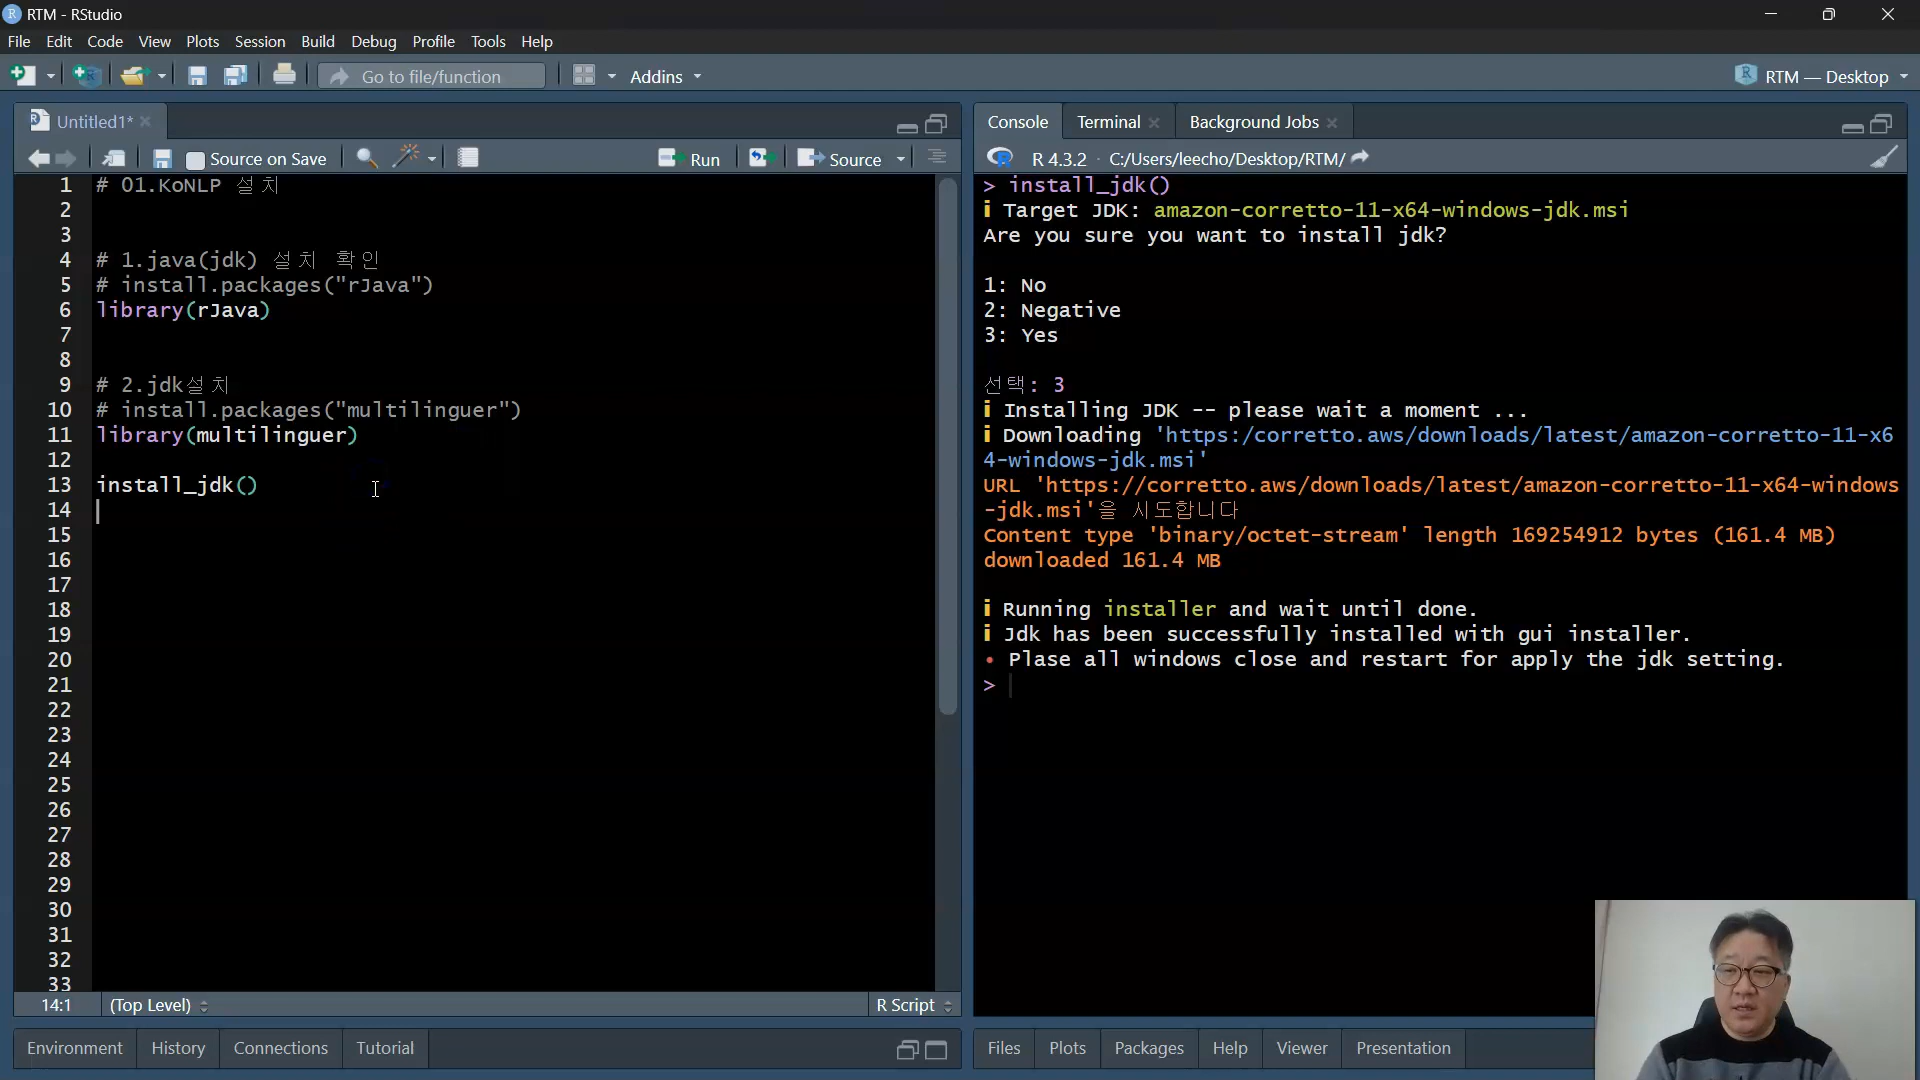 RTM - RStudio
File Edit Code View Plots Session Build Debug Profile Tools Help
Go to file/function Addins RTM — Desktop
Untitled1*
Source on Save Run Source
1 # 01.KoNLP 설치
2
3
4 # 1.java(jdk) 설치 확인
5 # install.packages("rJava")
6 library(rJava)
7
8
9 # 2.jdk설치
10 # install.packages("multilinguer")
11 library(multilinguer)
12
13 install_jdk()
14
15
16
17
18
19
20
21
22
23
24
25
26
27
28
29
30
31
32
33
14:1 (Top Level) R Script
Environment History Connections Tutorial
Console Terminal Background Jobs
R 4.3.2 · C:/Users/leecho/Desktop/RTM/
> install_jdk()
i Target JDK: amazon-corretto-11-x64-windows-jdk.msi
Are you sure you want to install jdk?
1: No
2: Negative
3: Yes
선택: 3
i Installing JDK -- please wait a moment ...
i Downloading 'https:/corretto.aws/downloads/latest/amazon-corretto-11-x6
4-windows-jdk.msi'
URL 'https://corretto.aws/downloads/latest/amazon-corretto-11-x64-windows
-jdk.msi'을 시도합니다
Content type 'binary/octet-stream' length 169254912 bytes (161.4 MB)
downloaded 161.4 MB
i Running installer and wait until done.
i Jdk has been successfully installed with gui installer.
• Plase all windows close and restart for apply the jdk setting.
>
Files Plots Packages Help Viewer Presentation